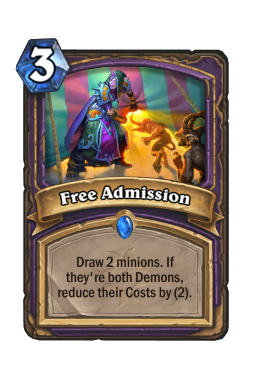 3
Free Admission
Draw 2 minions. If
they're both Demons,
reduce their Costs by (2).